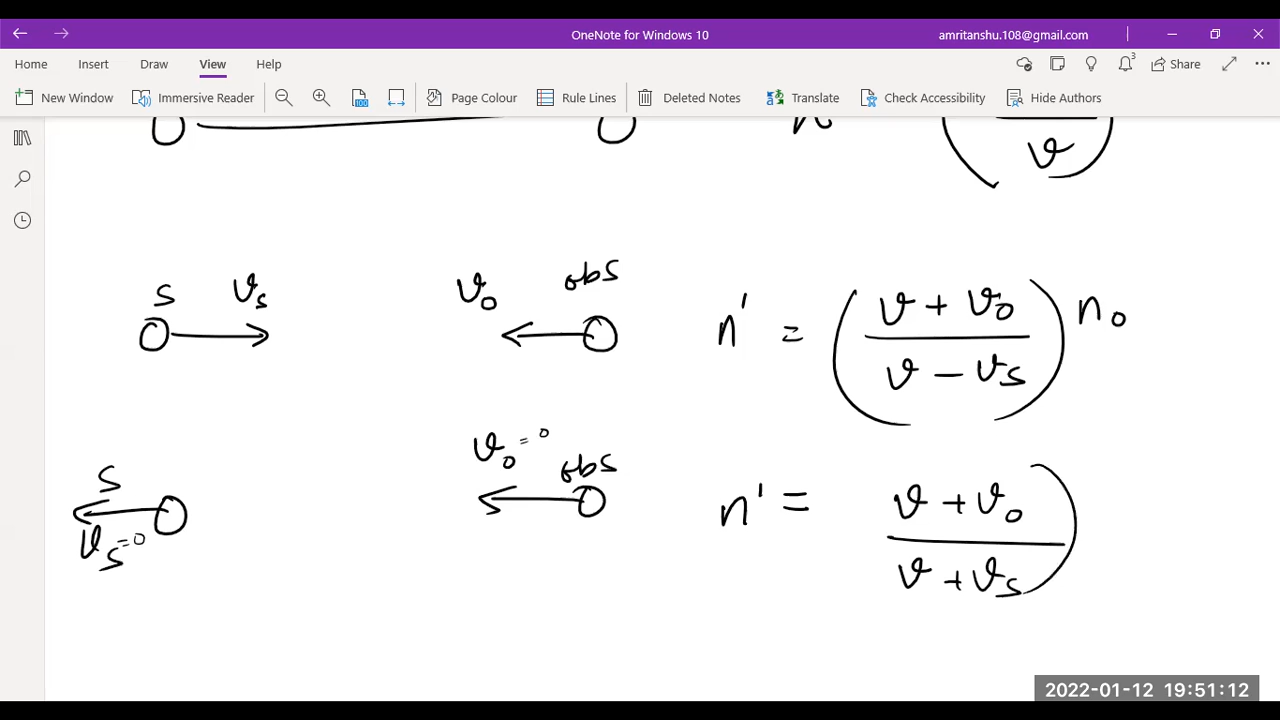 OneNote for Windows 10
amritanshu.108@gmail.com
Home Insert Draw View Help
3
Share
New Window Immersive Reader 100 Page Colour Rule Lines Deleted Notes Translate Check Accessibility Hide Authors
n v
S vs vo obs n' = (v + vo / v - vs) no
S vs=0 vo=0 obs n' = v + vo / v + vs)
2022-01-12 19:51:12